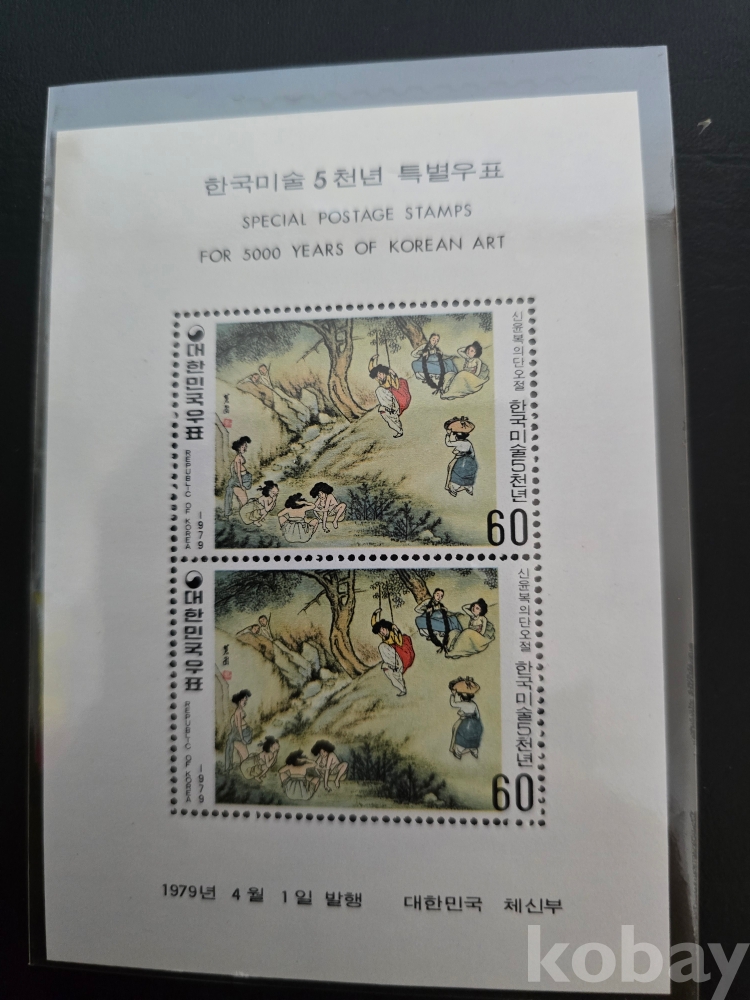 한국미술 5천년 특별우표
SPECIAL POSTAGE STAMPS
FOR 5000 YEARS OF KOREAN ART
대한민국우표
REPUBLIC OF KOREA
1979
신윤복의단오절
한국미술5천년
60
대한민국우표
REPUBLIC OF KOREA
1979
신윤복의단오절
한국미술5천년
60
1979년 4월 1일 발행 대한민국 체신부
kobay